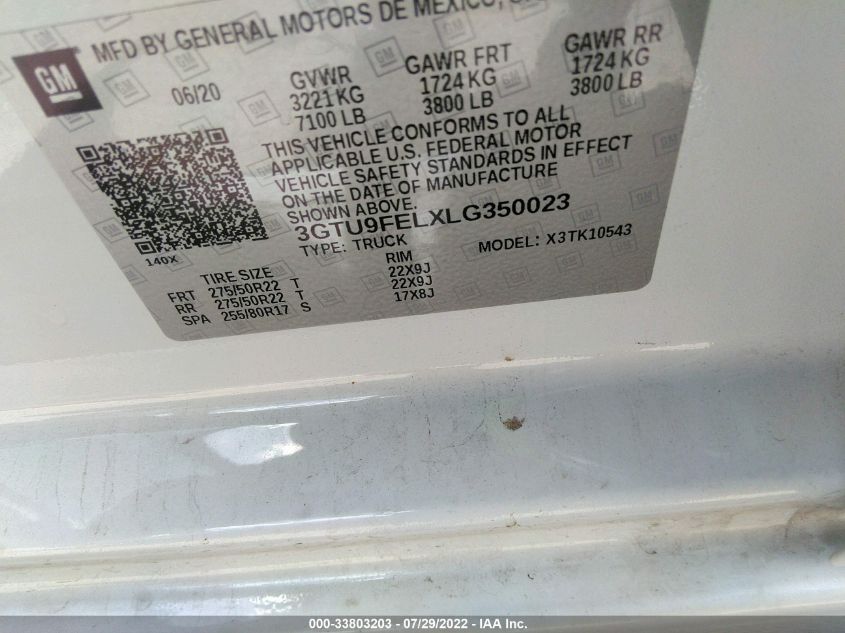 GM
MFD BY GENERAL MOTORS DE MEXICO,
06/20
GVWR
3221 KG
7100 LB
GAWR FRT
1724 KG
3800 LB
GAWR RR
1724 KG
3800 LB
THIS VEHICLE CONFORMS TO ALL
APPLICABLE U.S. FEDERAL MOTOR
VEHICLE SAFETY STANDARDS IN EFFECT
ON THE DATE OF MANUFACTURE
SHOWN ABOVE.
3GTU9FELXLG350023
140X
TYPE: TRUCK
MODEL: X3TK10543
TIRE SIZE RIM
FRT 275/50R22 T 22X9J
RR 275/50R22 T 22X9J
SPA 255/80R17 S 17X8J
000-33803203 - 07/29/2022 - IAA Inc.